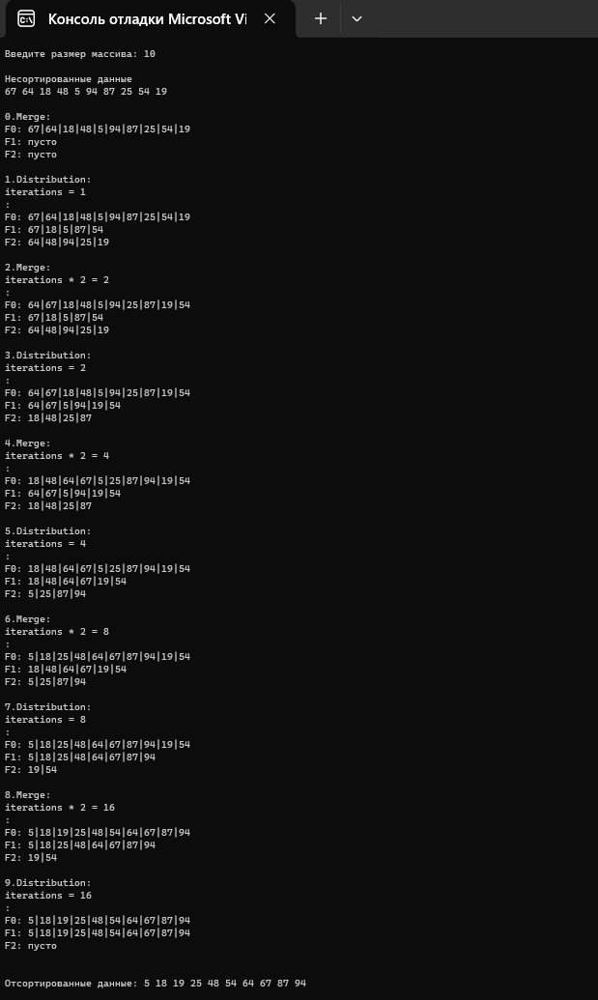 Консоль отладки Microsoft Vi
Введите размер массива: 10
Несортированные данные
67 64 18 48 5 94 87 25 54 19
0.Merge:
F0: 67|64|18|48|5|94|87|25|54|19
F1: пусто
F2: пусто
1.Distribution:
iterations = 1
:
F0: 67|64|18|48|5|94|87|25|54|19
F1: 67|18|5|87|54
F2: 64|48|94|25|19
2.Merge:
iterations * 2 = 2
:
F0: 64|67|18|48|5|94|25|87|19|54
F1: 67|18|5|87|54
F2: 64|48|94|25|19
3.Distribution:
iterations = 2
:
F0: 64|67|18|48|5|94|25|87|19|54
F1: 64|67|5|94|19|54
F2: 18|48|25|87
4.Merge:
iterations * 2 = 4
:
F0: 18|48|64|67|5|25|87|94|19|54
F1: 64|67|5|94|19|54
F2: 18|48|25|87
5.Distribution:
iterations = 4
:
F0: 18|48|64|67|5|25|87|94|19|54
F1: 18|48|64|67|19|54
F2: 5|25|87|94
6.Merge:
iterations * 2 = 8
:
F0: 5|18|25|48|64|67|87|94|19|54
F1: 18|48|64|67|19|54
F2: 5|25|87|94
7.Distribution:
iterations = 8
:
F0: 5|18|25|48|64|67|87|94|19|54
F1: 5|18|25|48|64|67|87|94
F2: 19|54
8.Merge:
iterations * 2 = 16
:
F0: 5|18|19|25|48|54|64|67|87|94
F1: 5|18|25|48|64|67|87|94
F2: 19|54
9.Distribution:
iterations = 16
:
F0: 5|18|19|25|48|54|64|67|87|94
F1: 5|18|19|25|48|54|64|67|87|94
F2: пусто
Отсортированные данные: 5 18 19 25 48 54 64 67 87 94